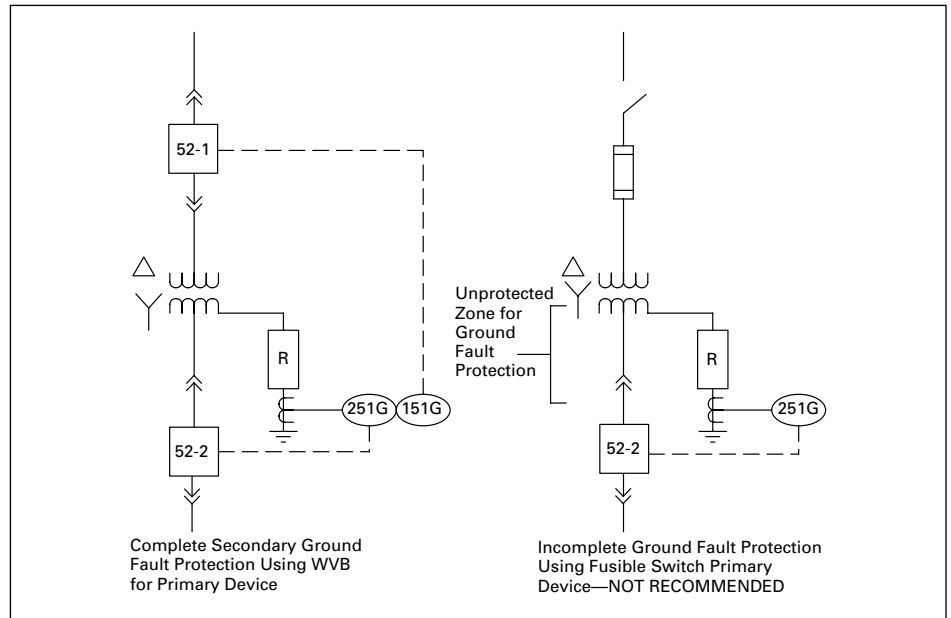 52-1
R
251G
151G
52-2
Complete Secondary Ground
Fault Protection Using WVB
for Primary Device
Unprotected
Zone for
Ground
Fault
Protection
R
251G
52-2
Incomplete Ground Fault Protection
Using Fusible Switch Primary
Device—NOT RECOMMENDED